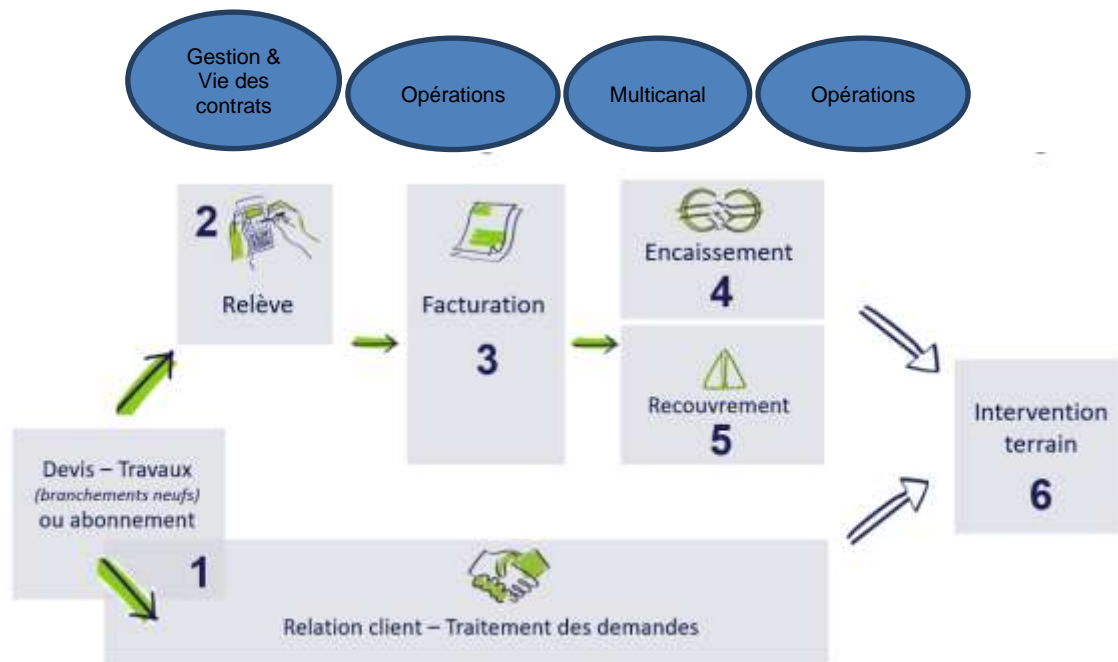 Gestion &
Vie des
contrats
Opérations
Multicanal
Opérations
2
Relève
Facturation
3
Encaissement
4
Recouvrement
5
Intervention
terrain
6
Devis – Travaux
(branchements neufs)
ou abonnement
1
Relation client – Traitement des demandes